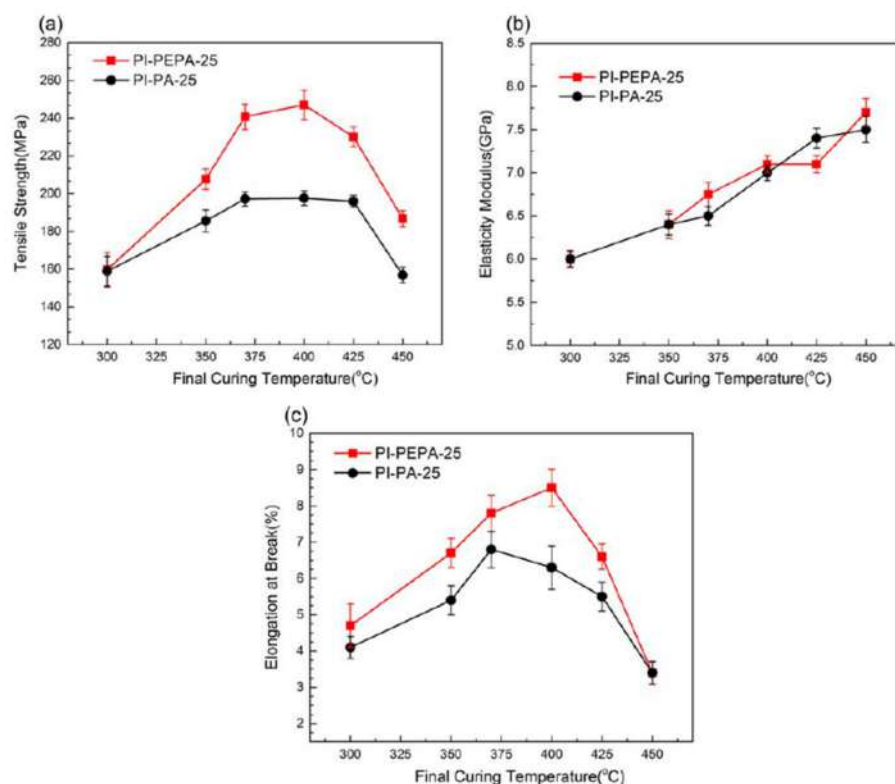 (a)
PI-PEPA-25
PI-PA-25
Tensile Strength(MPa)
280
260
240
220
200
180
160
140
120
300 325 350 375 400 425 450
Final Curing Temperature(°C)
(b)
PI-PEPA-25
PI-PA-25
Elasticity Modulus(GPa)
8.5
8.0
7.5
7.0
6.5
6.0
5.5
5.0
300 325 350 375 400 425 450
Final Curing Temperature(°C)
(c)
PI-PEPA-25
PI-PA-25
Elongation at Break(%)
10
9
8
7
6
5
4
3
2
300 325 350 375 400 425 450
Final Curing Temperature(°C)